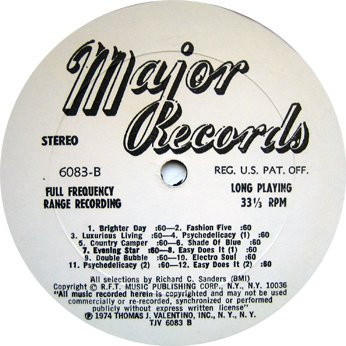 Major
Records
STEREO
6083-B
REG. U.S. PAT. OFF.
FULL FREQUENCY
RANGE RECORDING
LONG PLAYING
33⅓ RPM
1. Brighter Day :60—2. Fashion Five :60
3. Luxurious Living :60—4. Psychedelicacy (1) :60
5. Country Camper :60—6. Shade Of Blue :60
7. Evening Star :60—8. Easy Does It (1) :60
9. Double Bubble :60—10. Electro Soul :60
11. Psychedelicacy (2) :60—12. Easy Does It (2) :60
All selections by Richard C. Sanders (BMI)
Copyright © R.F.T. MUSIC PUBLISHING CORP., N.Y., N.Y. 10036
"All music recorded herein is copyrighted and may not be used
commercially or re-recorded, synchronized or performed
publicly without express written license"
℗ 1974 THOMAS J. VALENTINO, INC., N. Y., N. Y.
TJV 6083 B